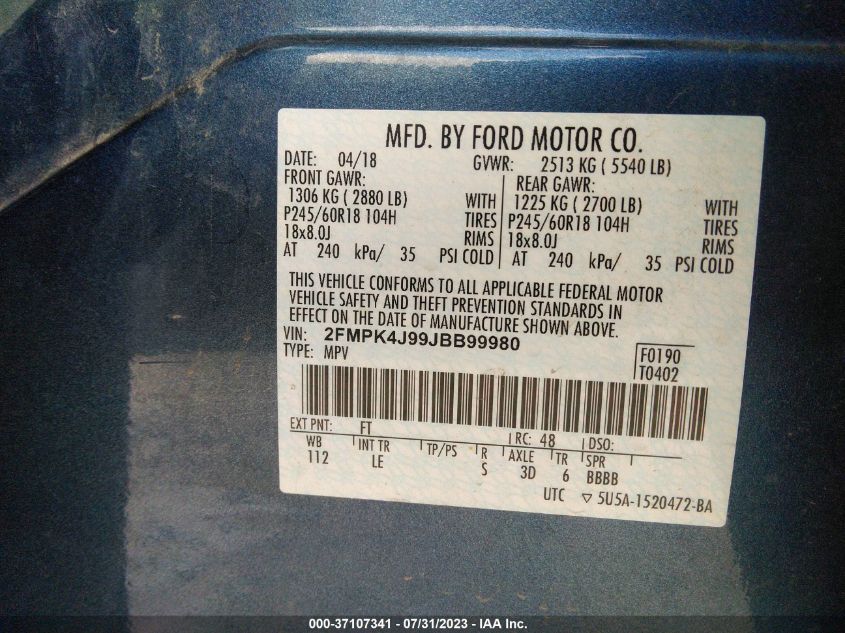 MFD. BY FORD MOTOR CO.
DATE: 04/18 GVWR: 2513 KG ( 5540 LB)
FRONT GAWR: REAR GAWR:
1306 KG ( 2880 LB) WITH 1225 KG ( 2700 LB) WITH
P245/60R18 104H TIRES P245/60R18 104H TIRES
18x8.0J RIMS 18x8.0J RIMS
AT 240 kPa/ 35 PSI COLD AT 240 kPa/ 35 PSI COLD
THIS VEHICLE CONFORMS TO ALL APPLICABLE FEDERAL MOTOR
VEHICLE SAFETY AND THEFT PREVENTION STANDARDS IN
EFFECT ON THE DATE OF MANUFACTURE SHOWN ABOVE.
VIN: 2FMPK4J99JBB99980
TYPE: MPV F0190
T0402
EXT PNT: FT RC: 48 DSO:
WB INT TR TP/PS R AXLE TR SPR
112 LE S 3D 6 BBBB
UTC ▽ 5U5A-1520472-BA
000-37107341 - 07/31/2023 - IAA Inc.